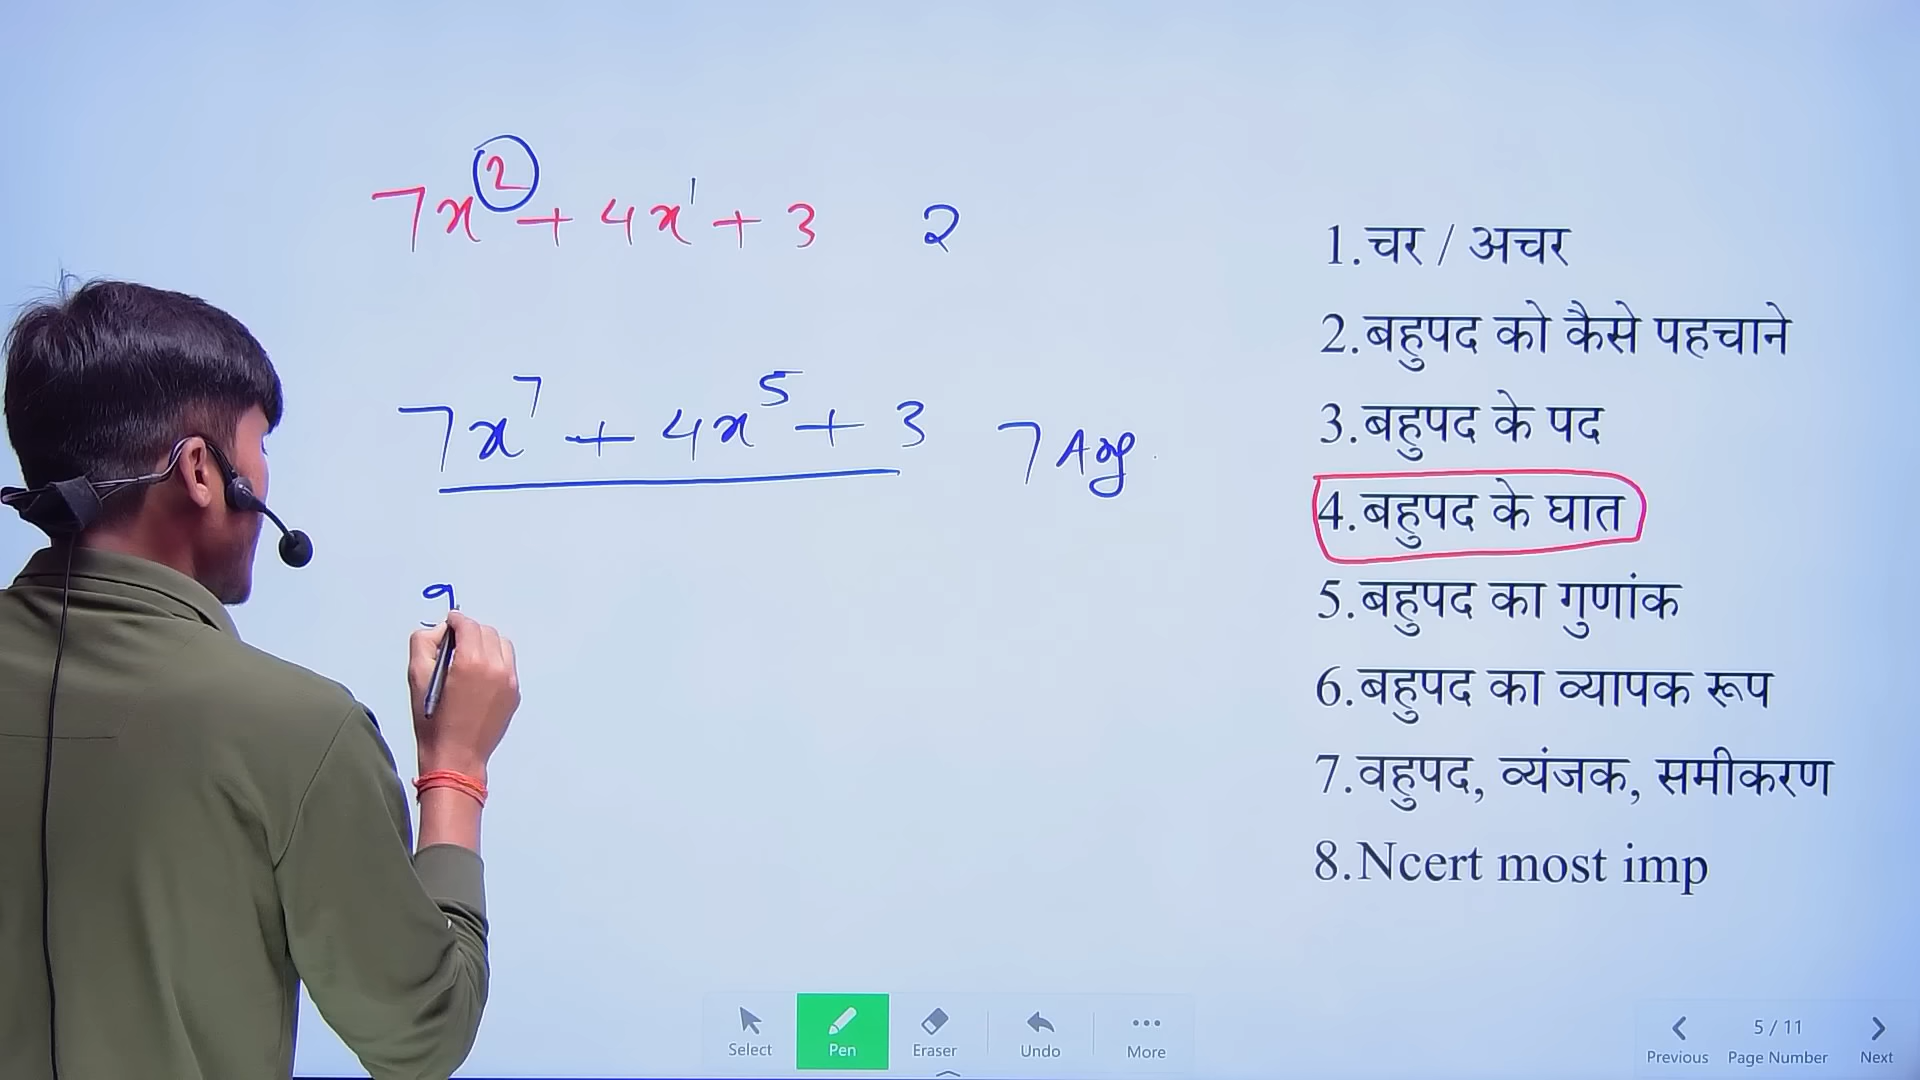 7x² + 4x¹ + 3 2
7x⁷ + 4x⁵ + 3 7 Ans
9
1.चर / अचर
2.बहुपद को कैसे पहचाने
3.बहुपद के पद
4.बहुपद के घात
5.बहुपद का गुणांक
6.बहुपद का व्यापक रूप
7.वहुपद, व्यंजक, समीकरण
8.Ncert most imp
Select Pen Eraser Undo More
5 / 11
Previous Page Number Next